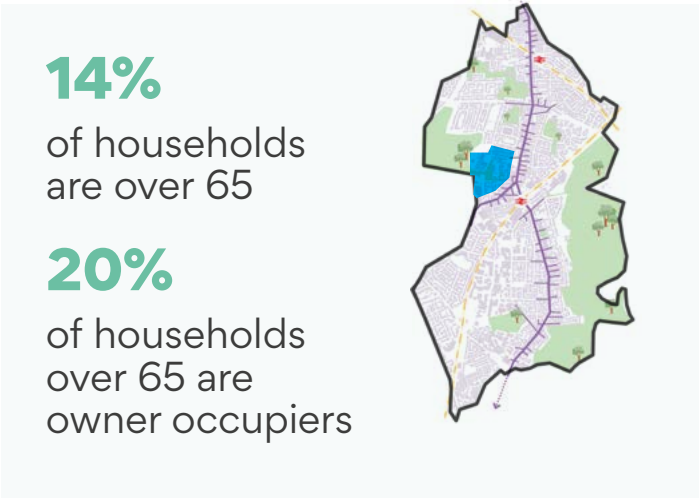 14%
of households
are over 65
20%
of households
over 65 are
owner occupiers